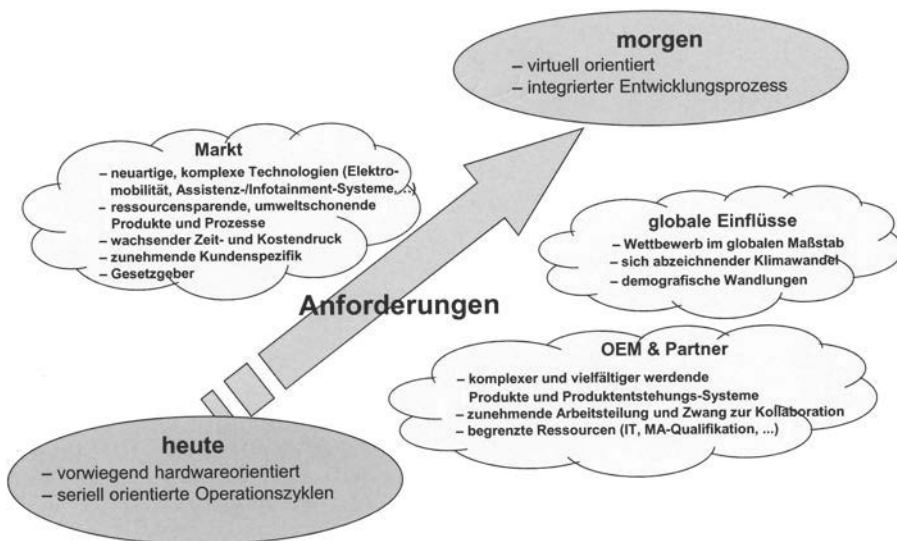 morgen
– virtuell orientiert
– integrierter Entwicklungsprozess
Markt
– neuartige, komplexe Technologien (Elektro-
mobilität, Assistenz-/Infotainment-Systeme, ...)
– ressourcensparende, umweltschonende
Produkte und Prozesse
– wachsender Zeit- und Kostendruck
– zunehmende Kundenspezifik
– Gesetzgeber
globale Einflüsse
– Wettbewerb im globalen Maßstab
– sich abzeichnender Klimawandel
– demografische Wandlungen
Anforderungen
OEM & Partner
– komplexer und vielfältiger werdende
Produkte und Produktentstehungs-Systeme
– zunehmende Arbeitsteilung und Zwang zur Kollaboration
– begrenzte Ressourcen (IT, MA-Qualifikation, ...)
heute
– vorwiegend hardwareorientiert
– seriell orientierte Operationszyklen